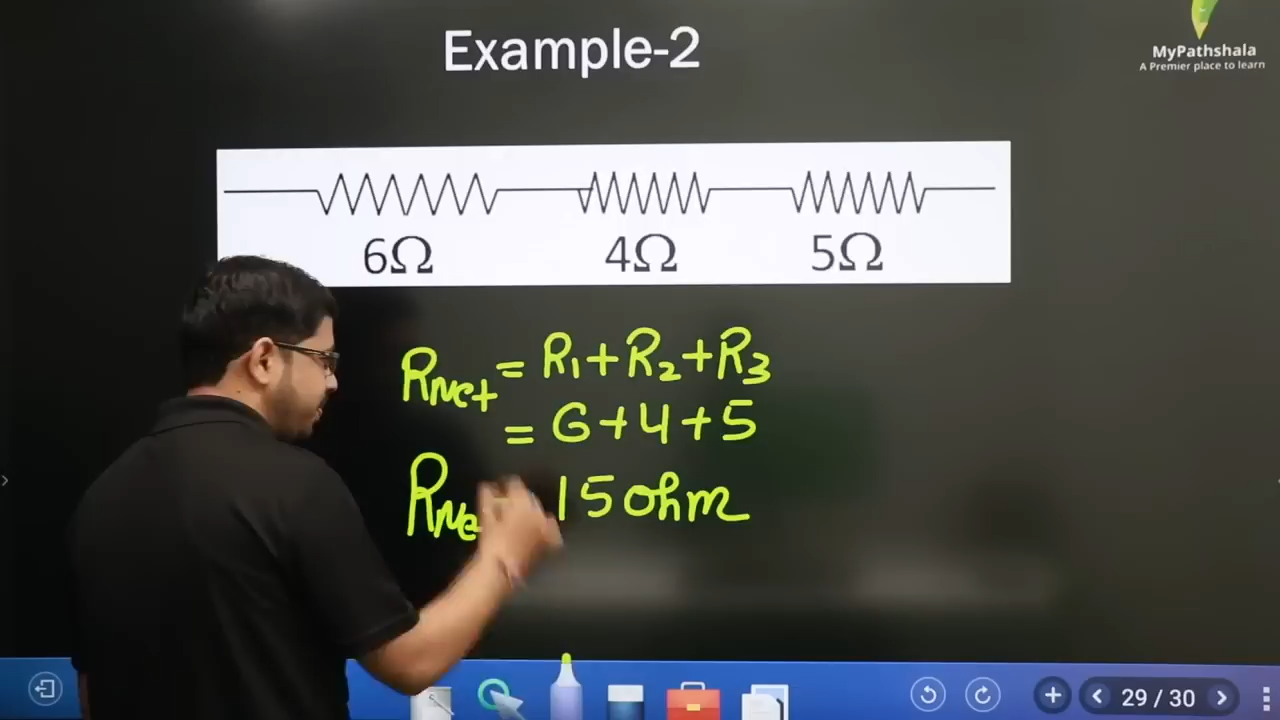 Example-2
MyPathshala
A Premier place to learn
6Ω 4Ω 5Ω
RNet = R1+R2+R3
= 6+4+5
15 ohm
29 / 30